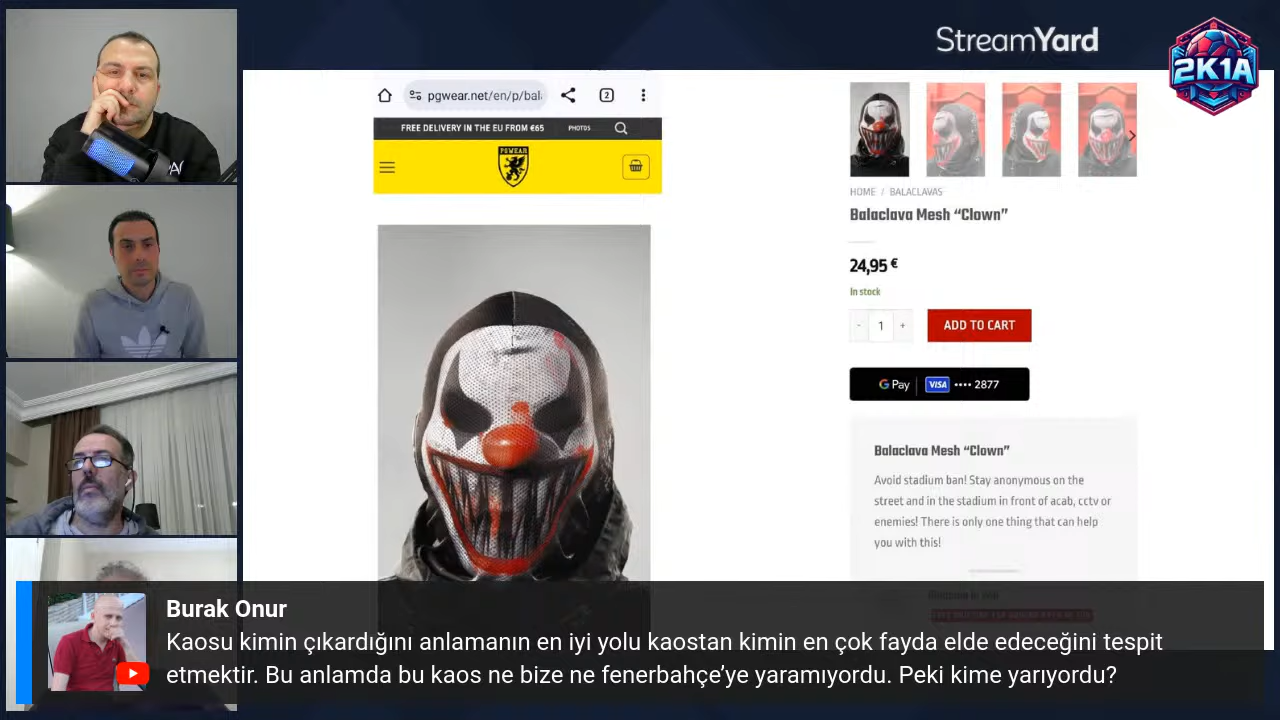 StreamYard
2K1A
pgwear.net/en/p/bal
2
FREE DELIVERY IN THE EU FROM €65
PHOTOS
PGWEAR
HOME / BALACLAVAS
Balaclava Mesh “Clown”
24,95 €
In stock
- 1 +
ADD TO CART
G Pay | VISA •••• 2877
Balaclava Mesh “Clown”
Avoid stadium ban! Stay anonymous on the
street and in the stadium in front of acab, cctv or
enemies! There is only one thing that can help
you with this!
Burak Onur
Kaosu kimin çıkardığını anlamanın en iyi yolu kaostan kimin en çok fayda elde edeceğini tespit
etmektir. Bu anlamda bu kaos ne bize ne fenerbahçe’ye yaramıyordu. Peki kime yarıyordu?